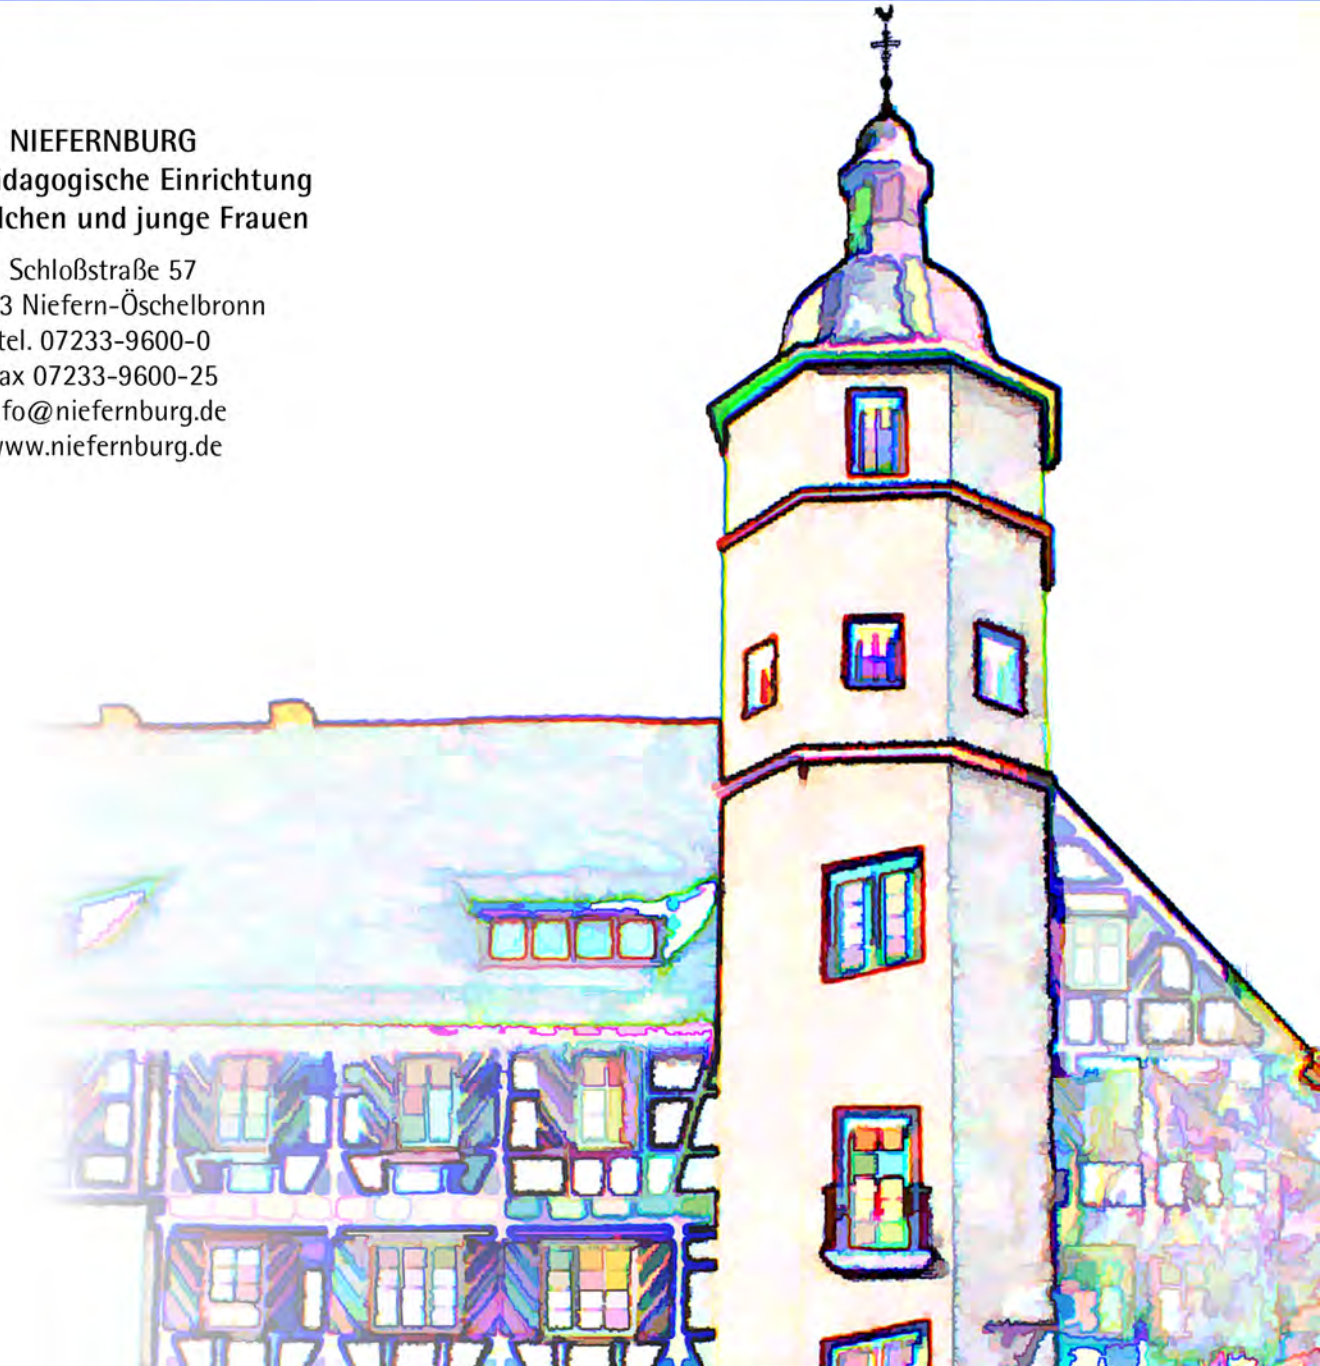 NIEFERNBURG
dagogische Einrichtung
chen und junge Frauen
Schloßstraße 57
3 Niefern-Öschelbronn
tel. 07233-9600-0
ax 07233-9600-25
fo@niefernburg.de
www.niefernburg.de